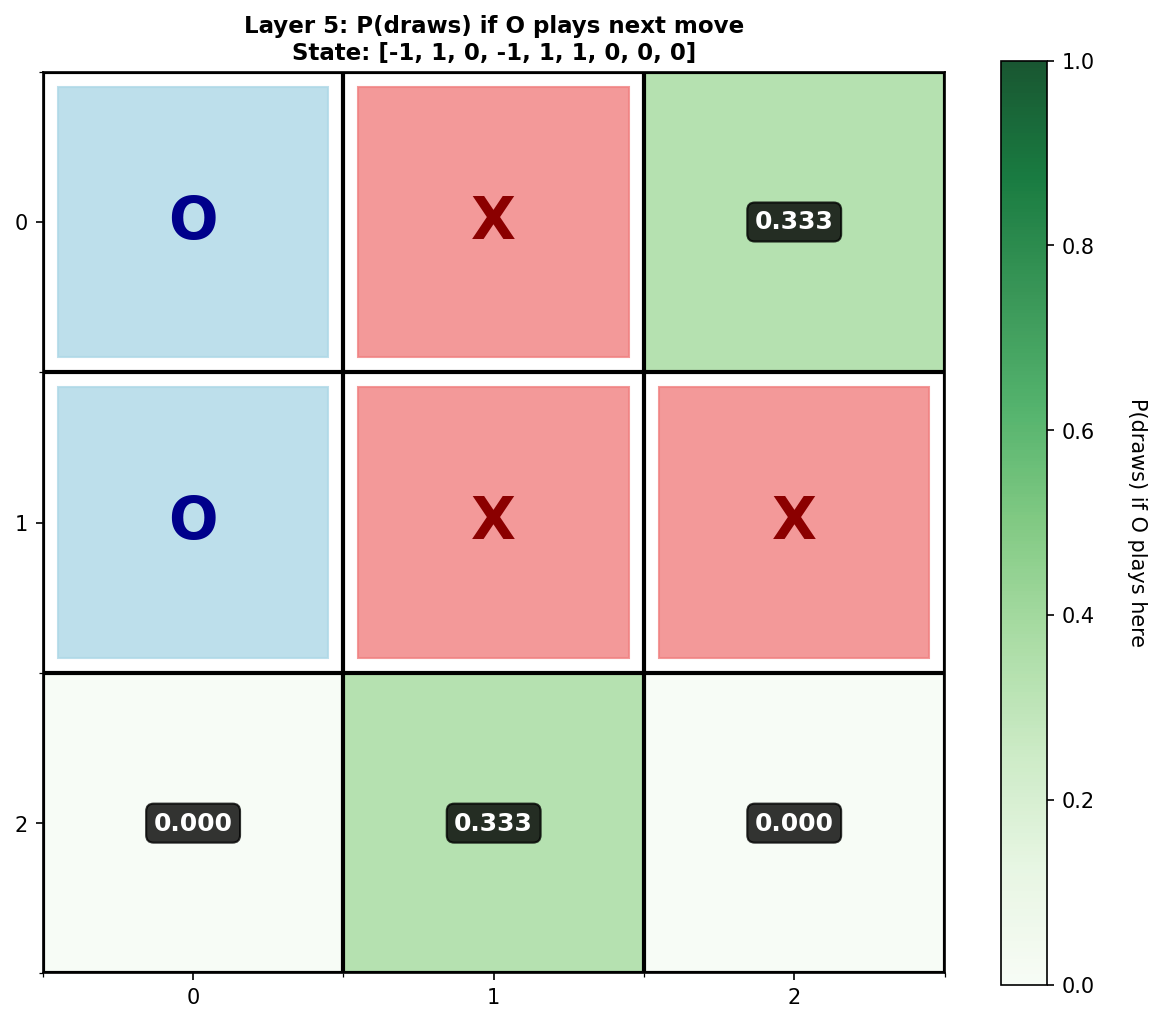 Layer 5: P(draws) if O plays next move
State: [-1, 1, 0, -1, 1, 1, 0, 0, 0]
O X 0.333
O X X
0.000 0.333 0.000
0
1
2
0 1 2
1.0
0.8
0.6
0.4
0.2
0.0
P(draws) if O plays here